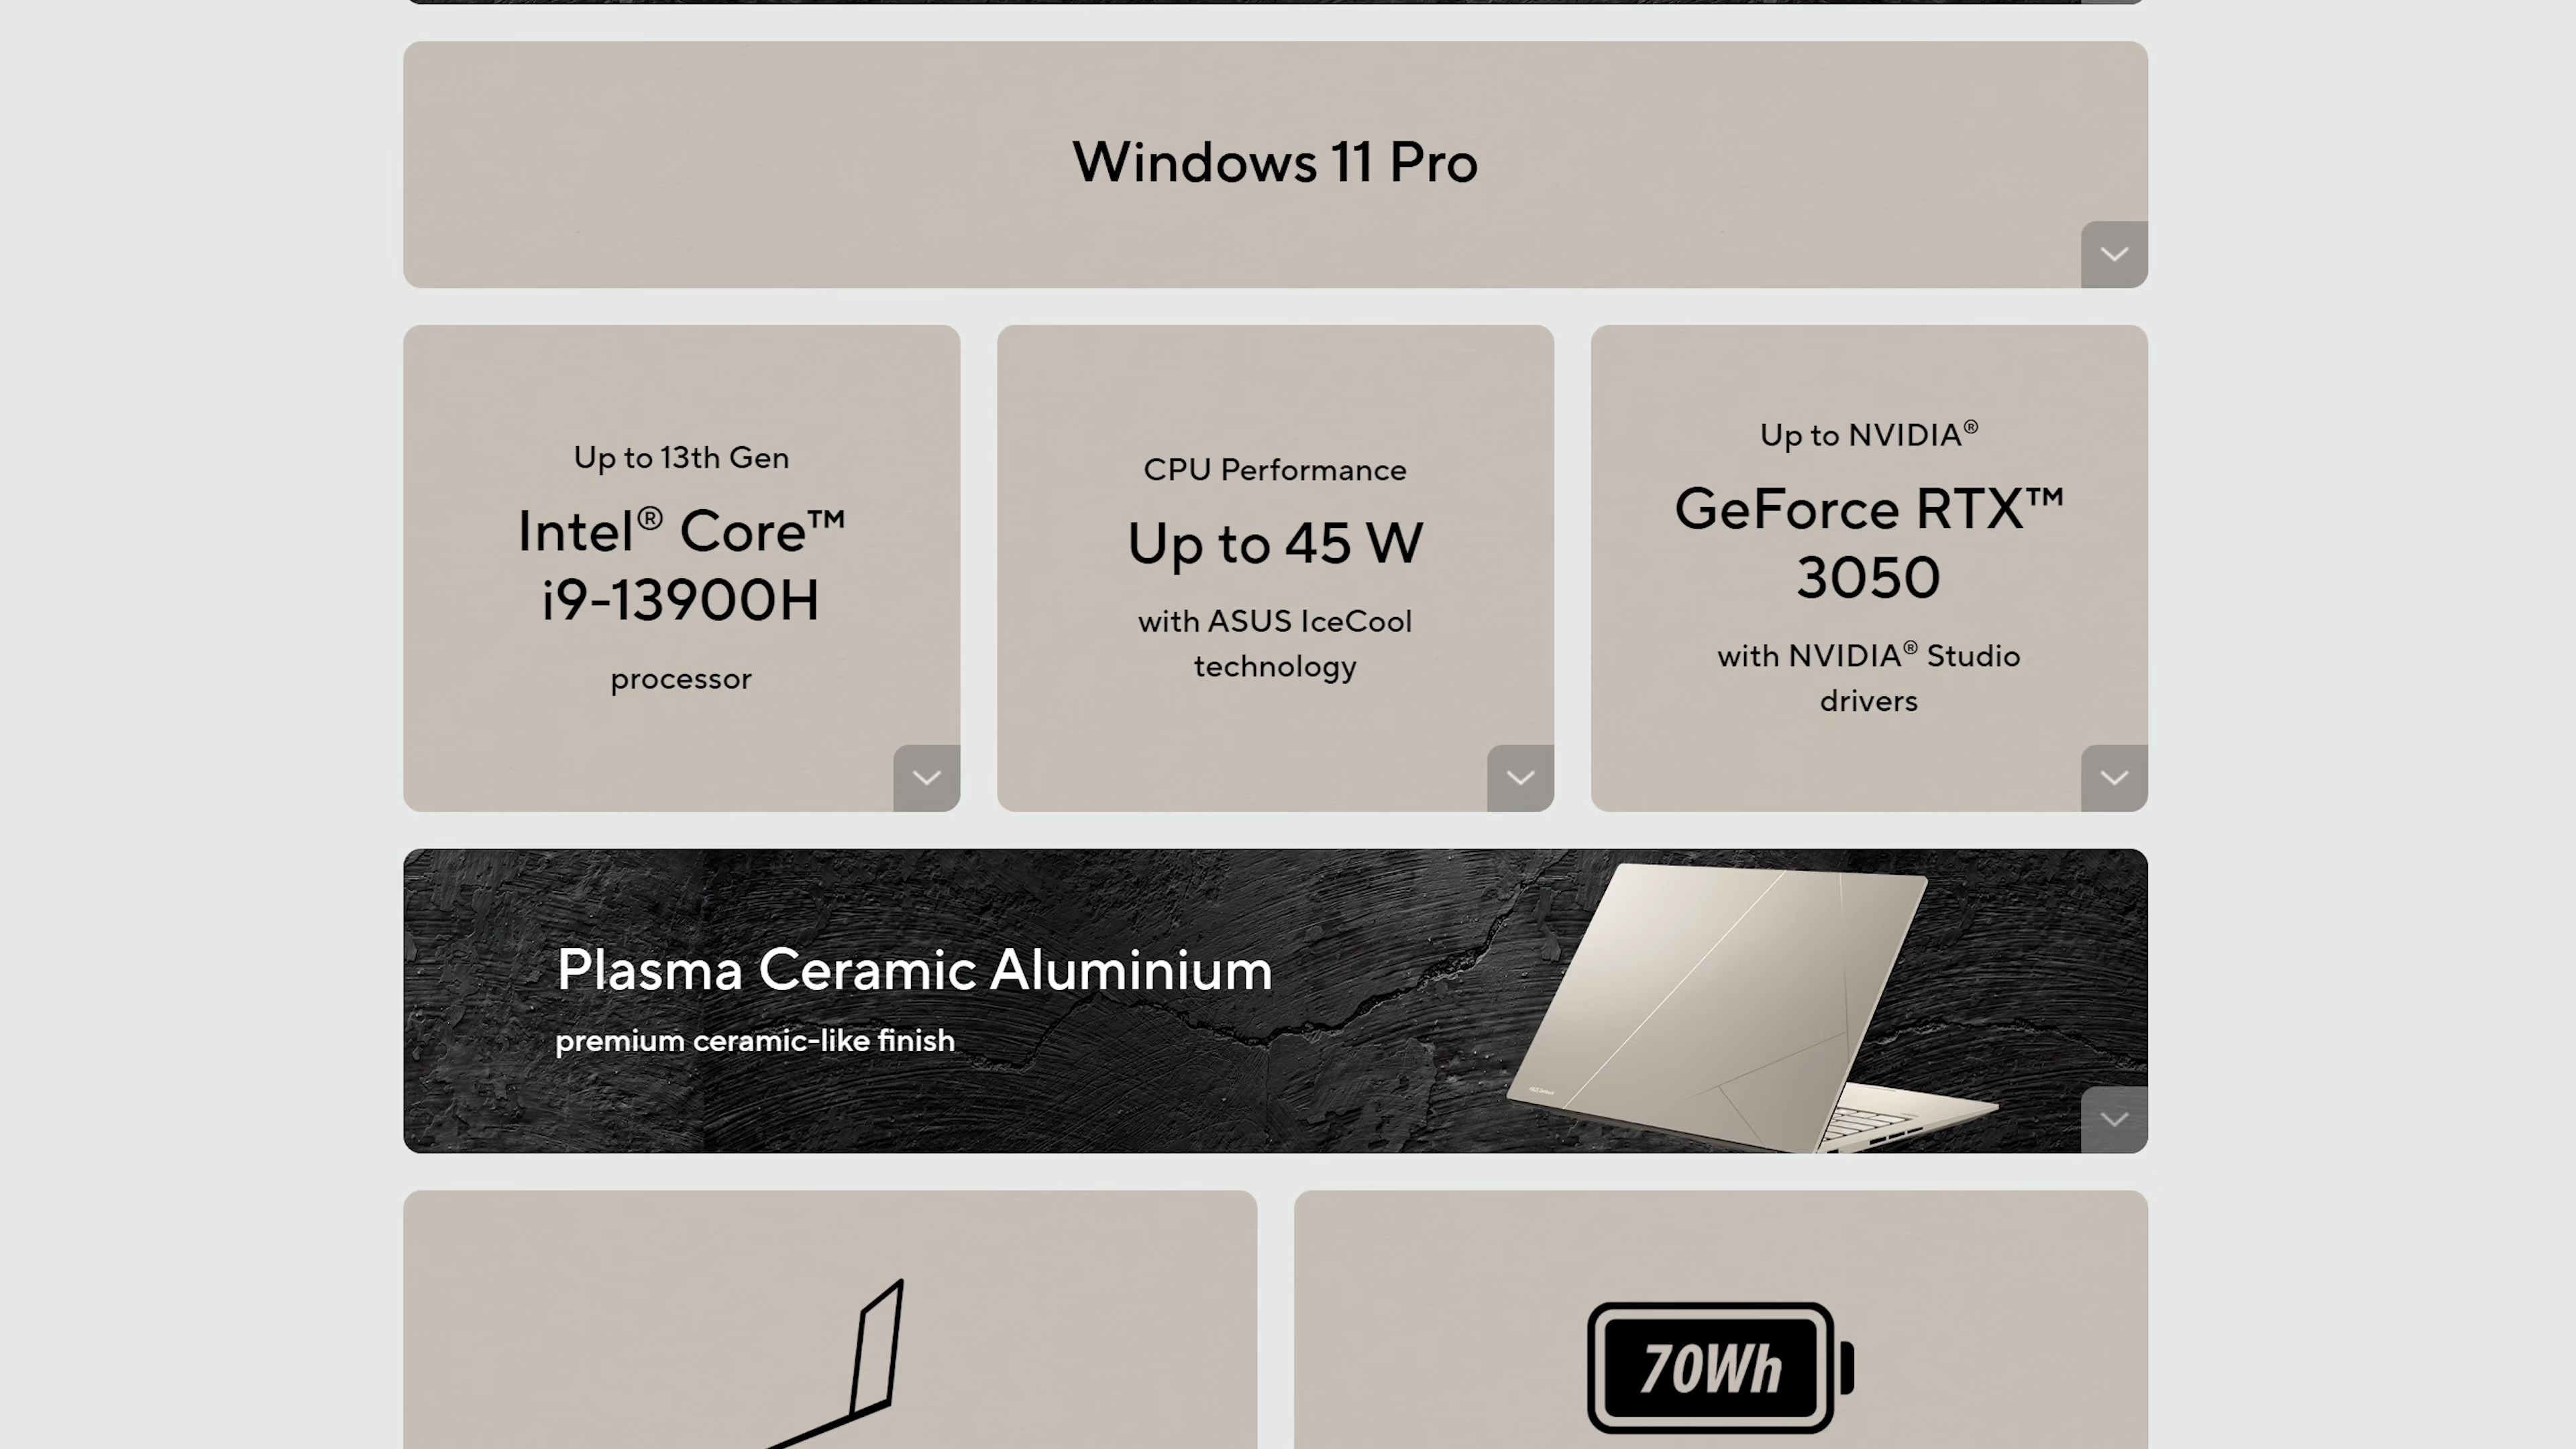 Windows 11 Pro
Up to 13th Gen
Intel® Core™
i9-13900H
processor
CPU Performance
Up to 45 W
with ASUS IceCool
technology
Up to NVIDIA®
GeForce RTX™
3050
with NVIDIA® Studio
drivers
Plasma Ceramic Aluminium
premium ceramic-like finish
70Wh